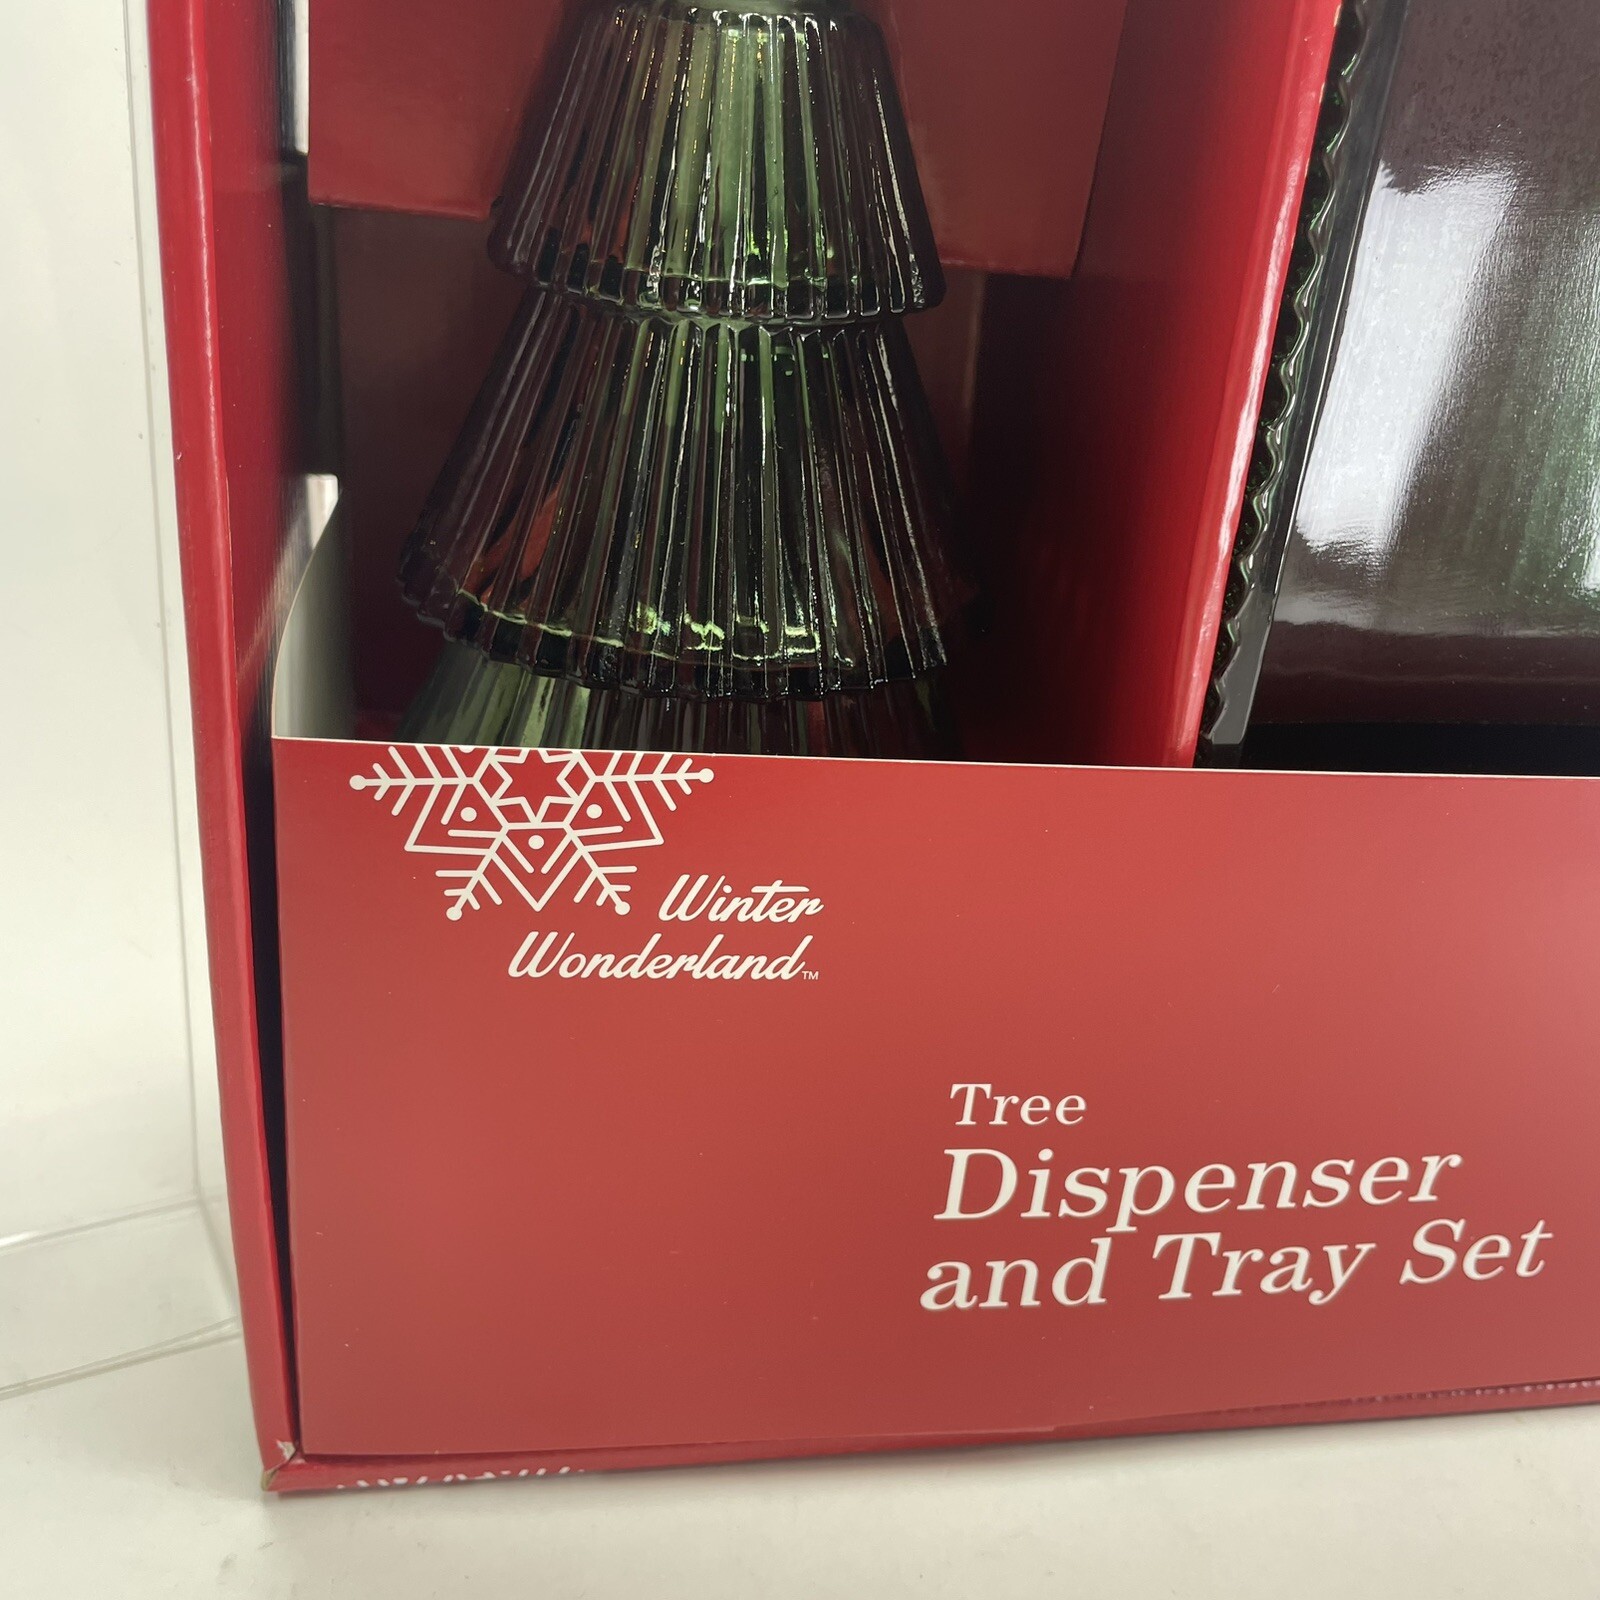 Winter
Wonderland™
Tree
Dispenser
and Tray Set